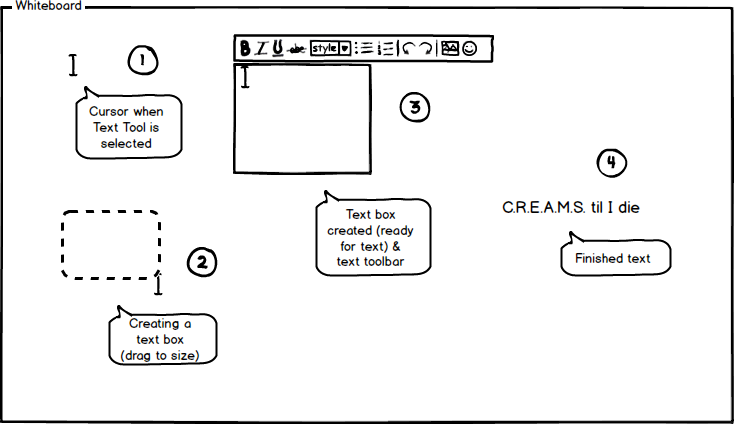 Whiteboard
1
Cursor when
Text Tool is
selected
B I U abc style
3
Text box
created (ready
for text) &
text toolbar
4
C.R.E.A.M.S. til I die
Finished text
2
Creating a
text box
(drag to size)